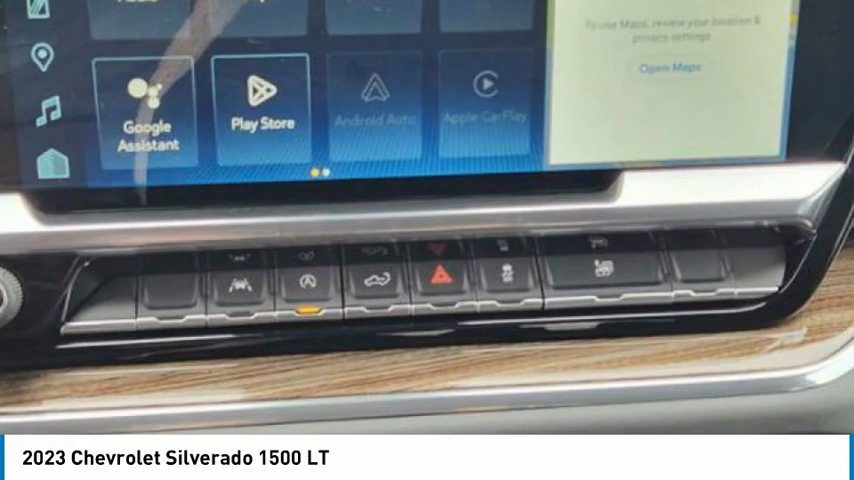 To use Maps, review your location &
privacy settings
Open Maps
Google
Assistant
Play Store
Android Auto
Apple CarPlay
2023 Chevrolet Silverado 1500 LT